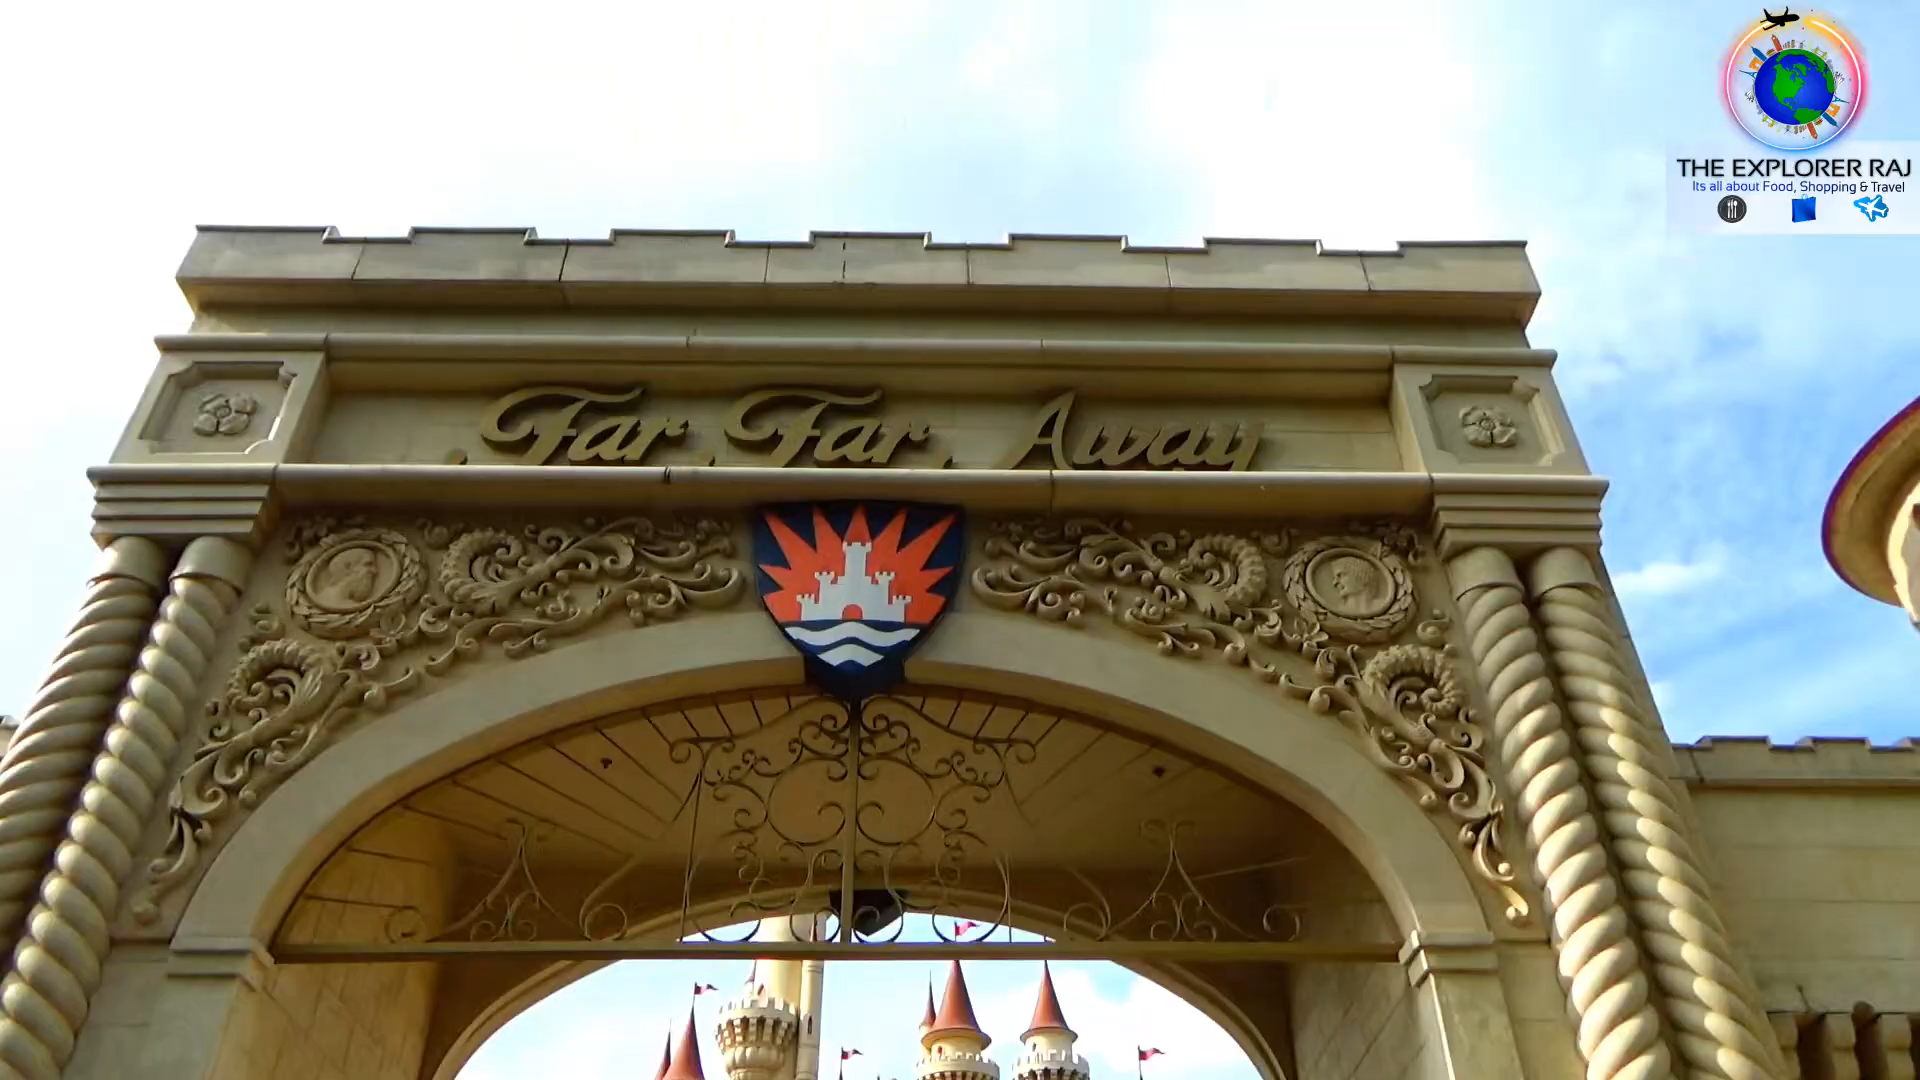 Far, Far, Away
THE EXPLORER RAJ
Its all about Food, Shopping & Travel